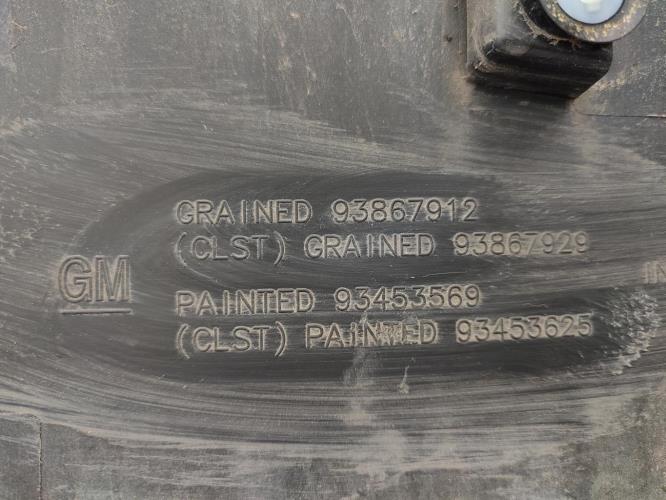 GRAINED 93867912
(CLST) GRAINED 93867929
GM
PAINTED 93453569
(CLST) PAINTED 93453625